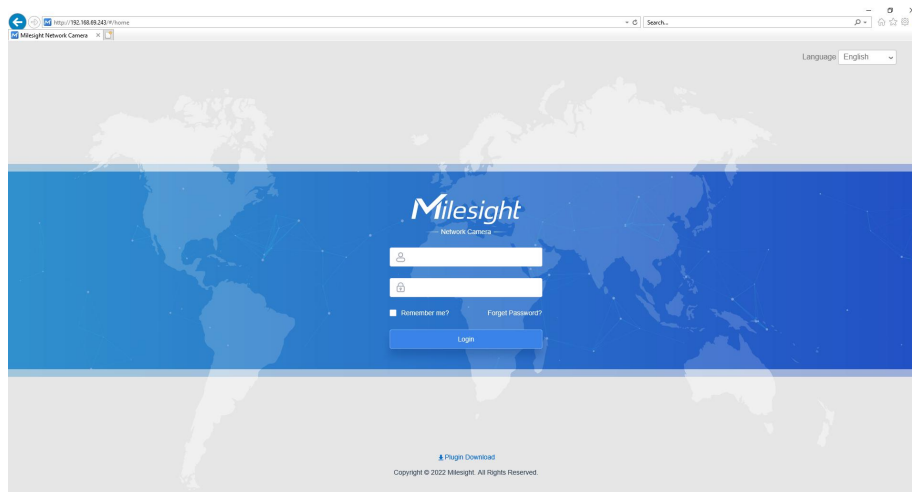 http://192.168.69.243/#/home
Search...
Milesight Network Camera
Language English
Milesight
Network Camera
Remember me? Forget Password?
Login
Plugin Download
Copyright © 2022 Milesight. All Rights Reserved.